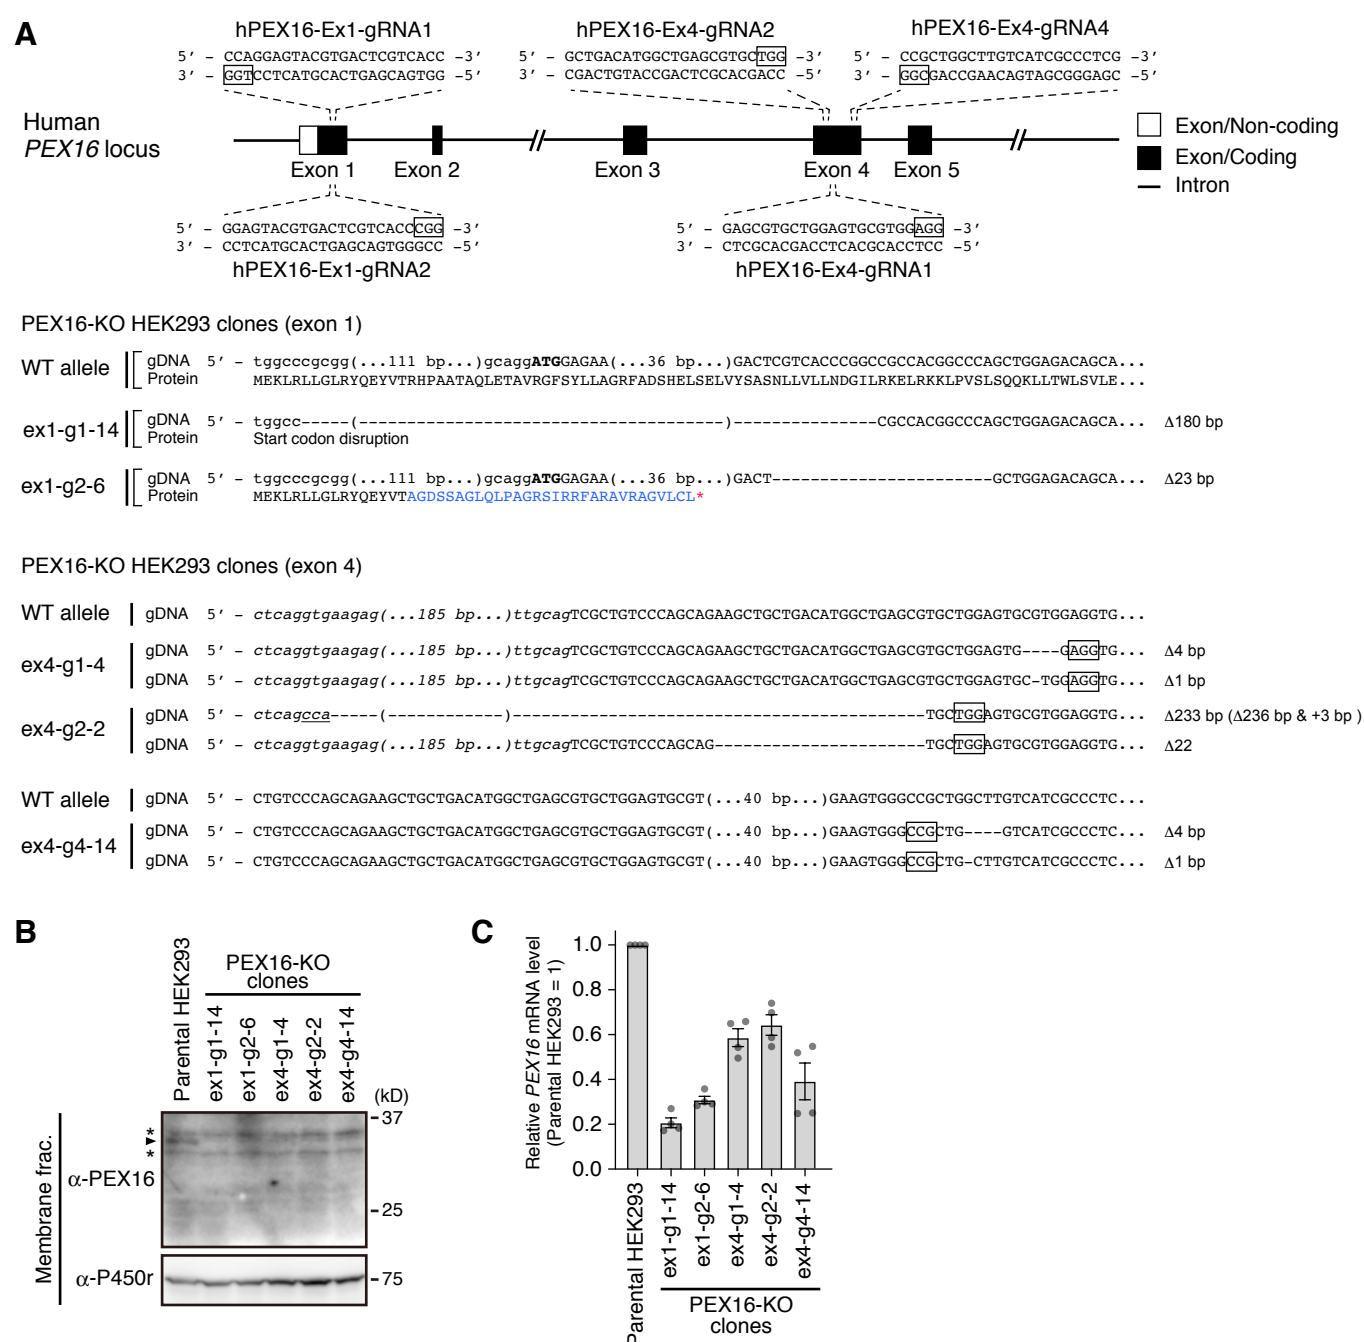 A
hPEX16-Ex1-gRNA1
5’ – CCAGGAGTACGTGACTCGTCACC –3’
3’ – GGTCCTCATGCACTGAGCAGTGG –5’
hPEX16-Ex4-gRNA2
5’ – GCTGACATGGCTGAGCGTGCTGG –3’
3’ – CGACTGTACCGACTCGCACGACC –5’
hPEX16-Ex4-gRNA4
5’ – CCGCTGGCTTGTCATCGCCCTCG –3’
3’ – GGCGACCGAACAGTAGCGGGAGC –5’
Human
PEX16 locus
Exon 1
Exon 2
Exon 3
Exon 4
Exon 5
Exon/Non-coding
Exon/Coding
Intron
5’ – GGAGTACGTGACTCGTCACCCGG –3’
3’ – CCTCATGCACTGAGCAGTGGGCC –5’
hPEX16-Ex1-gRNA2
5’ – GAGCGTGCTGGAGTGCGTGGAGG –3’
3’ – CTCGCACGACCTCACGCACCTCC –5’
hPEX16-Ex4-gRNA1
PEX16-KO HEK293 clones (exon 1)
WT allele
gDNA 5’ – tggcccgcgg(...111 bp...)gcaggATGGAGAA(...36 bp...)GACTCGTCACCCGGCCGCCACGGCCCAGCTGGAGACAGCA...
Protein MEKLRLLGLRYQEYVTRHPAATAQLETAVRGFSYLLAGRFADSHELSELVYSASNLLVLLNDGILRKELRKKLPVSLSQQKLLTWLSVLE...
ex1-g1-14
gDNA 5’ – tggcc-----(-----------------------------------)---------------CGCCACGGCCCAGCTGGAGACAGCA... Δ180 bp
Protein Start codon disruption
ex1-g2-6
gDNA 5’ – tggcccgcgg(...111 bp...)gcaggATGGAGAA(...36 bp...)GACT-----------------------GCTGGAGACAGCA... Δ23 bp
Protein MEKLRLLGLRYQEYVTAGDSSAGLQLPAGRSIRRFARAVRAGVLCL*
PEX16-KO HEK293 clones (exon 4)
WT allele
gDNA 5’ – ctcaggtgaagag(...185 bp...)ttgcagTCGCTGTCCCAGCAGAAGCTGCTGACATGGCTGAGCGTGCTGGAGTGCGTGGAGGTG...
ex4-g1-4
gDNA 5’ – ctcaggtgaagag(...185 bp...)ttgcagTCGCTGTCCCAGCAGAAGCTGCTGACATGGCTGAGCGTGCTGGAGTG----GAGGTG... Δ4 bp
gDNA 5’ – ctcaggtgaagag(...185 bp...)ttgcagTCGCTGTCCCAGCAGAAGCTGCTGACATGGCTGAGCGTGCTGGAGTGC-TGGAGGTG... Δ1 bp
ex4-g2-2
gDNA 5’ – ctcagcca-----(------------)------------------------------------------TGCTGGAGTGCGTGGAGGTG... Δ233 bp (Δ236 bp & +3 bp )
gDNA 5’ – ctcaggtgaagag(...185 bp...)ttgcagTCGCTGTCCCAGCAG----------------------TGCTGGAGTGCGTGGAGGTG... Δ22
WT allele
gDNA 5’ – CTGTCCCAGCAGAAGCTGCTGACATGGCTGAGCGTGCTGGAGTGCGT(...40 bp...)GAAGTGGGCCGCTGGCTTGTCATCGCCCTC...
ex4-g4-14
gDNA 5’ – CTGTCCCAGCAGAAGCTGCTGACATGGCTGAGCGTGCTGGAGTGCGT(...40 bp...)GAAGTGGGCCGCTG----GTCATCGCCCTC... Δ4 bp
gDNA 5’ – CTGTCCCAGCAGAAGCTGCTGACATGGCTGAGCGTGCTGGAGTGCGT(...40 bp...)GAAGTGGGCCGCTG-CTTGTCATCGCCCTC... Δ1 bp
B
Parental HEK293
PEX16-KO
clones
ex1-g1-14
ex1-g2-6
ex4-g1-4
ex4-g2-2
ex4-g4-14
(kD)
Membrane frac.
*
*
α-PEX16
-37
-25
α-P450r
-75
C
Relative PEX16 mRNA level
(Parental HEK293 = 1)
1.0
0.8
0.6
0.4
0.2
0.0
Parental HEK293
ex1-g1-14
ex1-g2-6
ex4-g1-4
ex4-g2-2
ex4-g4-14
PEX16-KO
clones